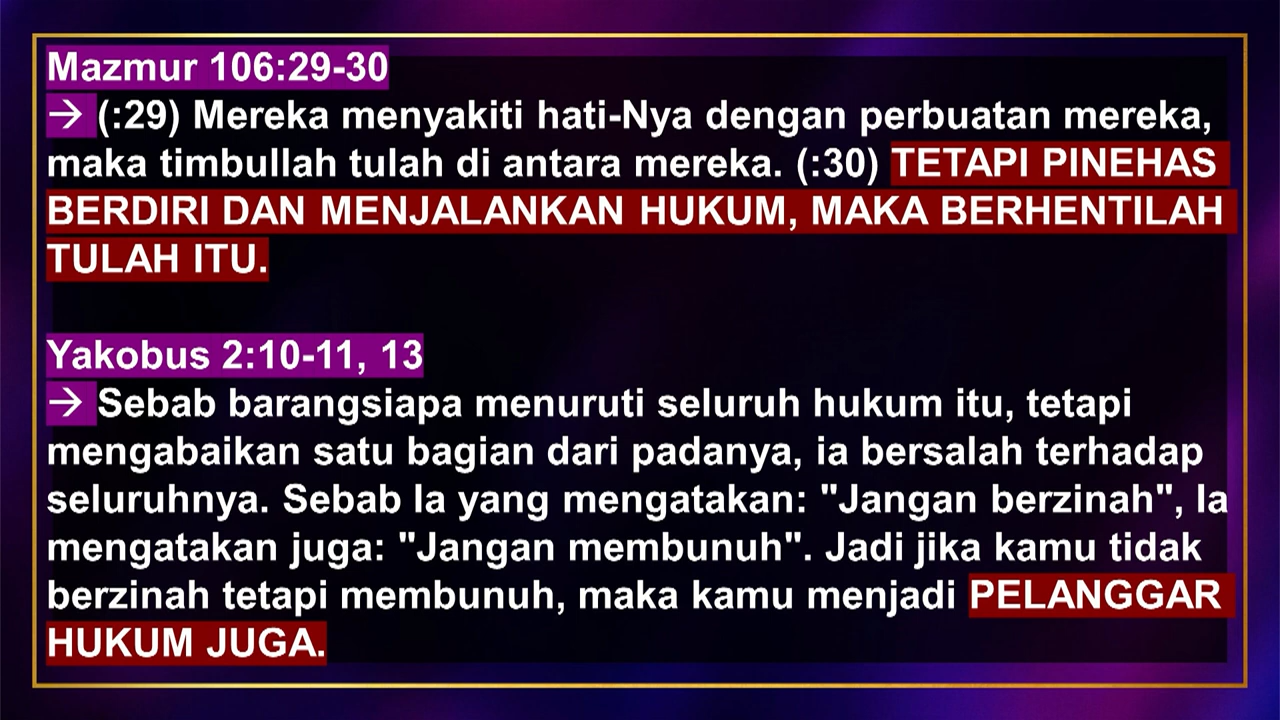 Mazmur 106:29-30
→ (:29) Mereka menyakiti hati-Nya dengan perbuatan mereka,
maka timbullah tulah di antara mereka. (:30) TETAPI PINEHAS
BERDIRI DAN MENJALANKAN HUKUM, MAKA BERHENTILAH
TULAH ITU.
Yakobus 2:10-11, 13
→ Sebab barangsiapa menuruti seluruh hukum itu, tetapi
mengabaikan satu bagian dari padanya, ia bersalah terhadap
seluruhnya. Sebab Ia yang mengatakan: "Jangan berzinah", Ia
mengatakan juga: "Jangan membunuh". Jadi jika kamu tidak
berzinah tetapi membunuh, maka kamu menjadi PELANGGAR
HUKUM JUGA.